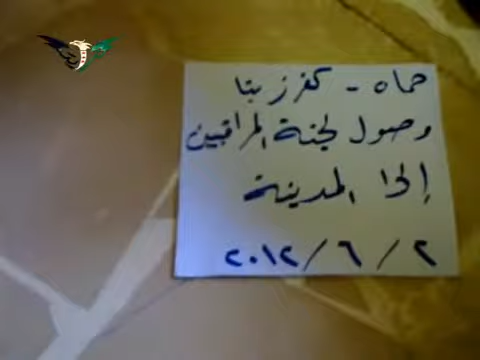 حماه - كفرزيتا
وصول لجنة المراقبين
إلى المدينة
٢ / ٦ / ٢٠١٢